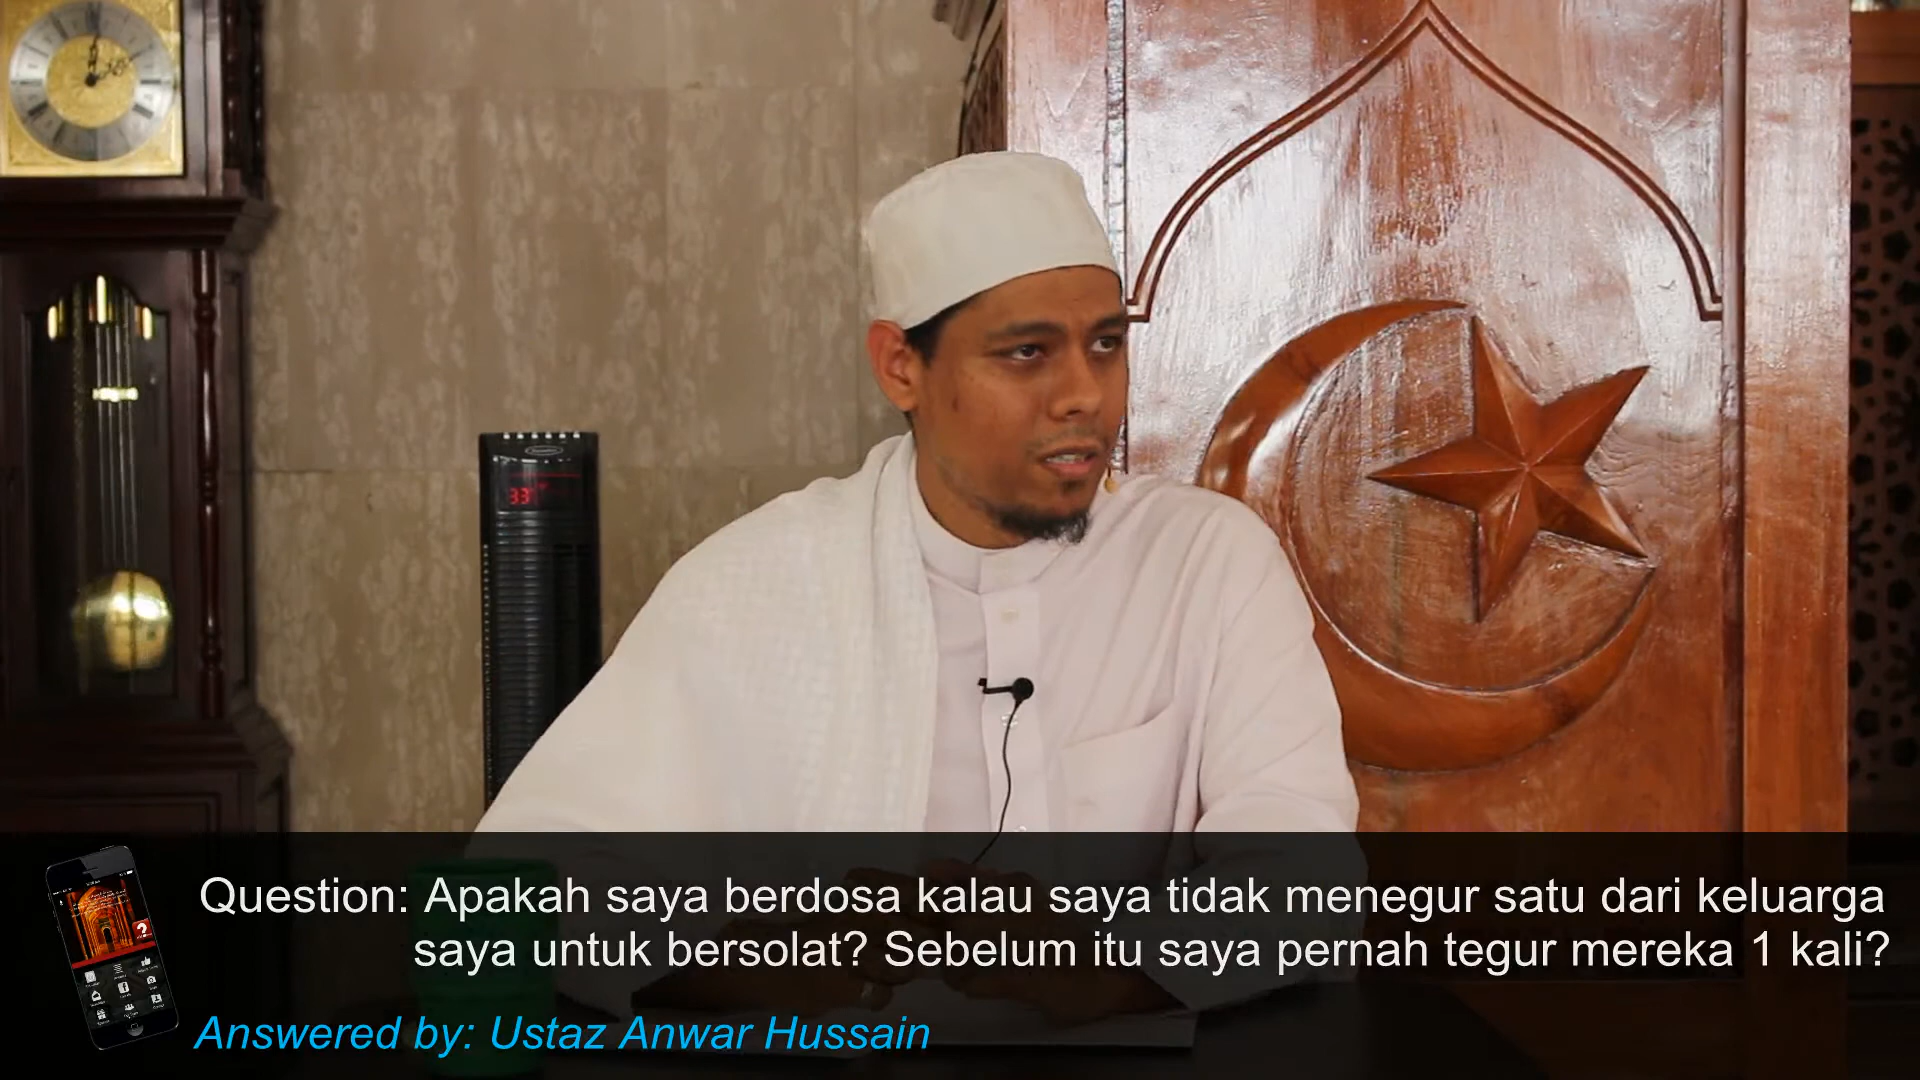 33°
Question: Apakah saya berdosa kalau saya tidak menegur satu dari keluarga
saya untuk bersolat? Sebelum itu saya pernah tegur mereka 1 kali?
Answered by: Ustaz Anwar Hussain